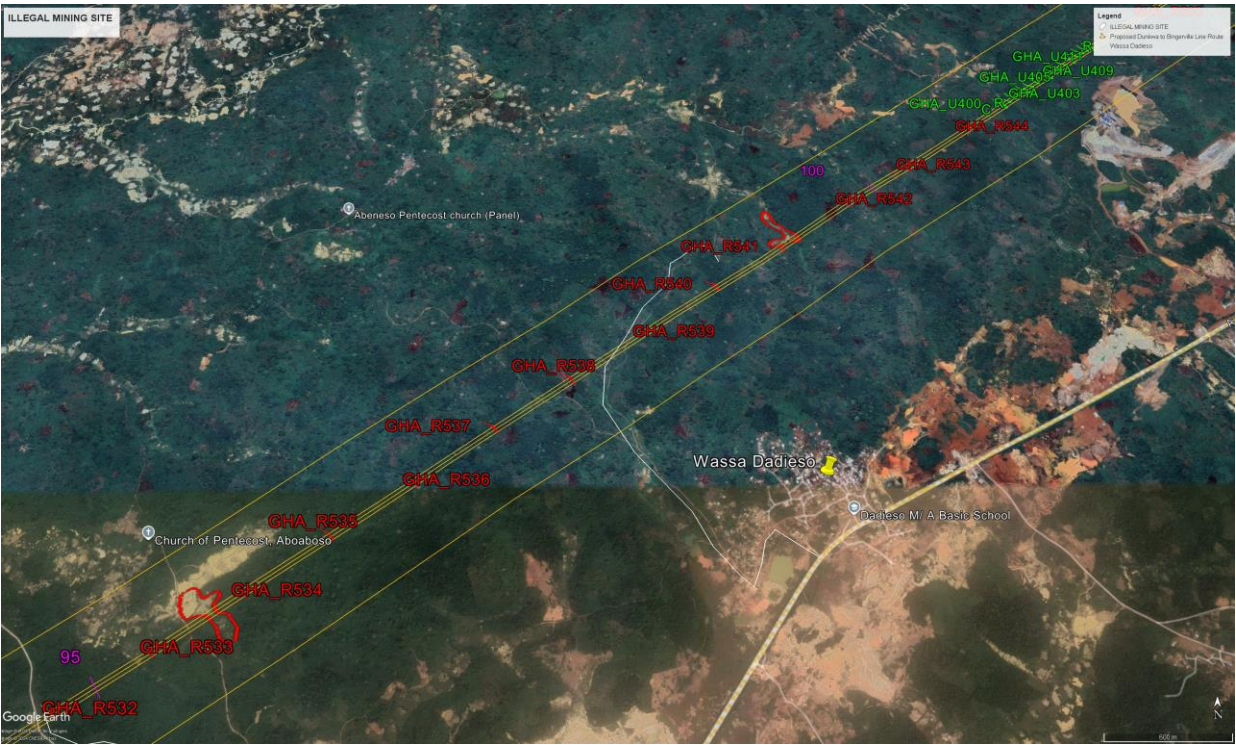 ILLEGAL MINING SITE
Legend
ILLEGAL MINING SITE
Proposed Dunkwa to Bingerville Line Route
Wassa Dadieso
GHA_U409
GHA_U405
GHA_U403
GHA_U400
C
R
R
GHA_R544
GHA_R543
100
GHA_R542
Abeneso Pentecost church (Panel)
GHA_R541
GHA_R540
GHA_R539
GHA_R538
GHA_R537
Wassa Dadieso
GHA_R536
Dadieso M/ A Basic School
GHA_R535
Church of Pentecost, Aboaboso
GHA_R534
GHA_R533
95
GHA_R532
Google Earth
N
600 m